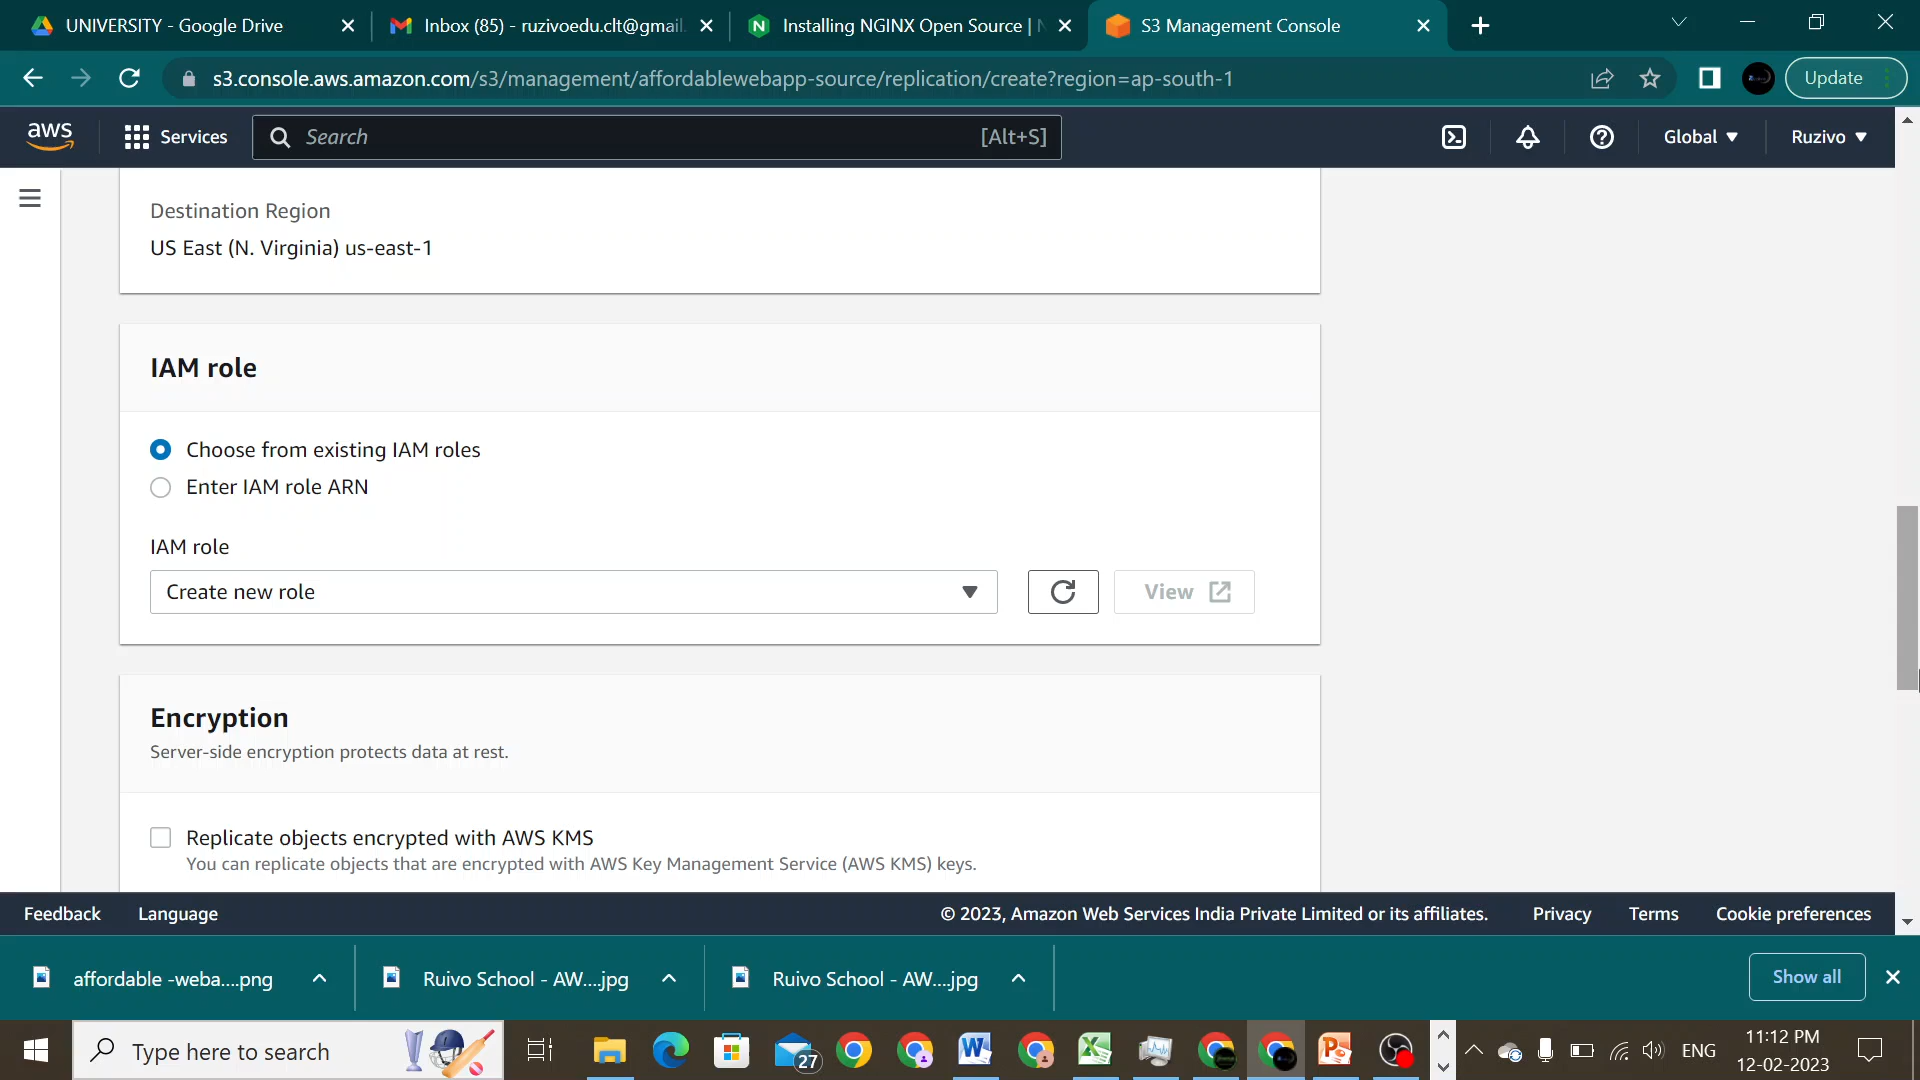 UNIVERSITY - Google Drive
Inbox (85) - ruzivoedu.clt@gmail.
Installing NGINX Open Source | N
S3 Management Console
s3.console.aws.amazon.com/s3/management/affordablewebapp-source/replication/create?region=ap-south-1
Update
aws
Services
Search
[Alt+S]
Global
Ruzivo
Destination Region
US East (N. Virginia) us-east-1
IAM role
Choose from existing IAM roles
Enter IAM role ARN
IAM role
Create new role
View
Encryption
Server-side encryption protects data at rest.
Replicate objects encrypted with AWS KMS
You can replicate objects that are encrypted with AWS Key Management Service (AWS KMS) keys.
Feedback
Language
© 2023, Amazon Web Services India Private Limited or its affiliates.
Privacy
Terms
Cookie preferences
affordable -weba....png
Ruivo School - AW....jpg
Ruivo School - AW....jpg
Show all
Type here to search
27
ENG
11:12 PM
12-02-2023